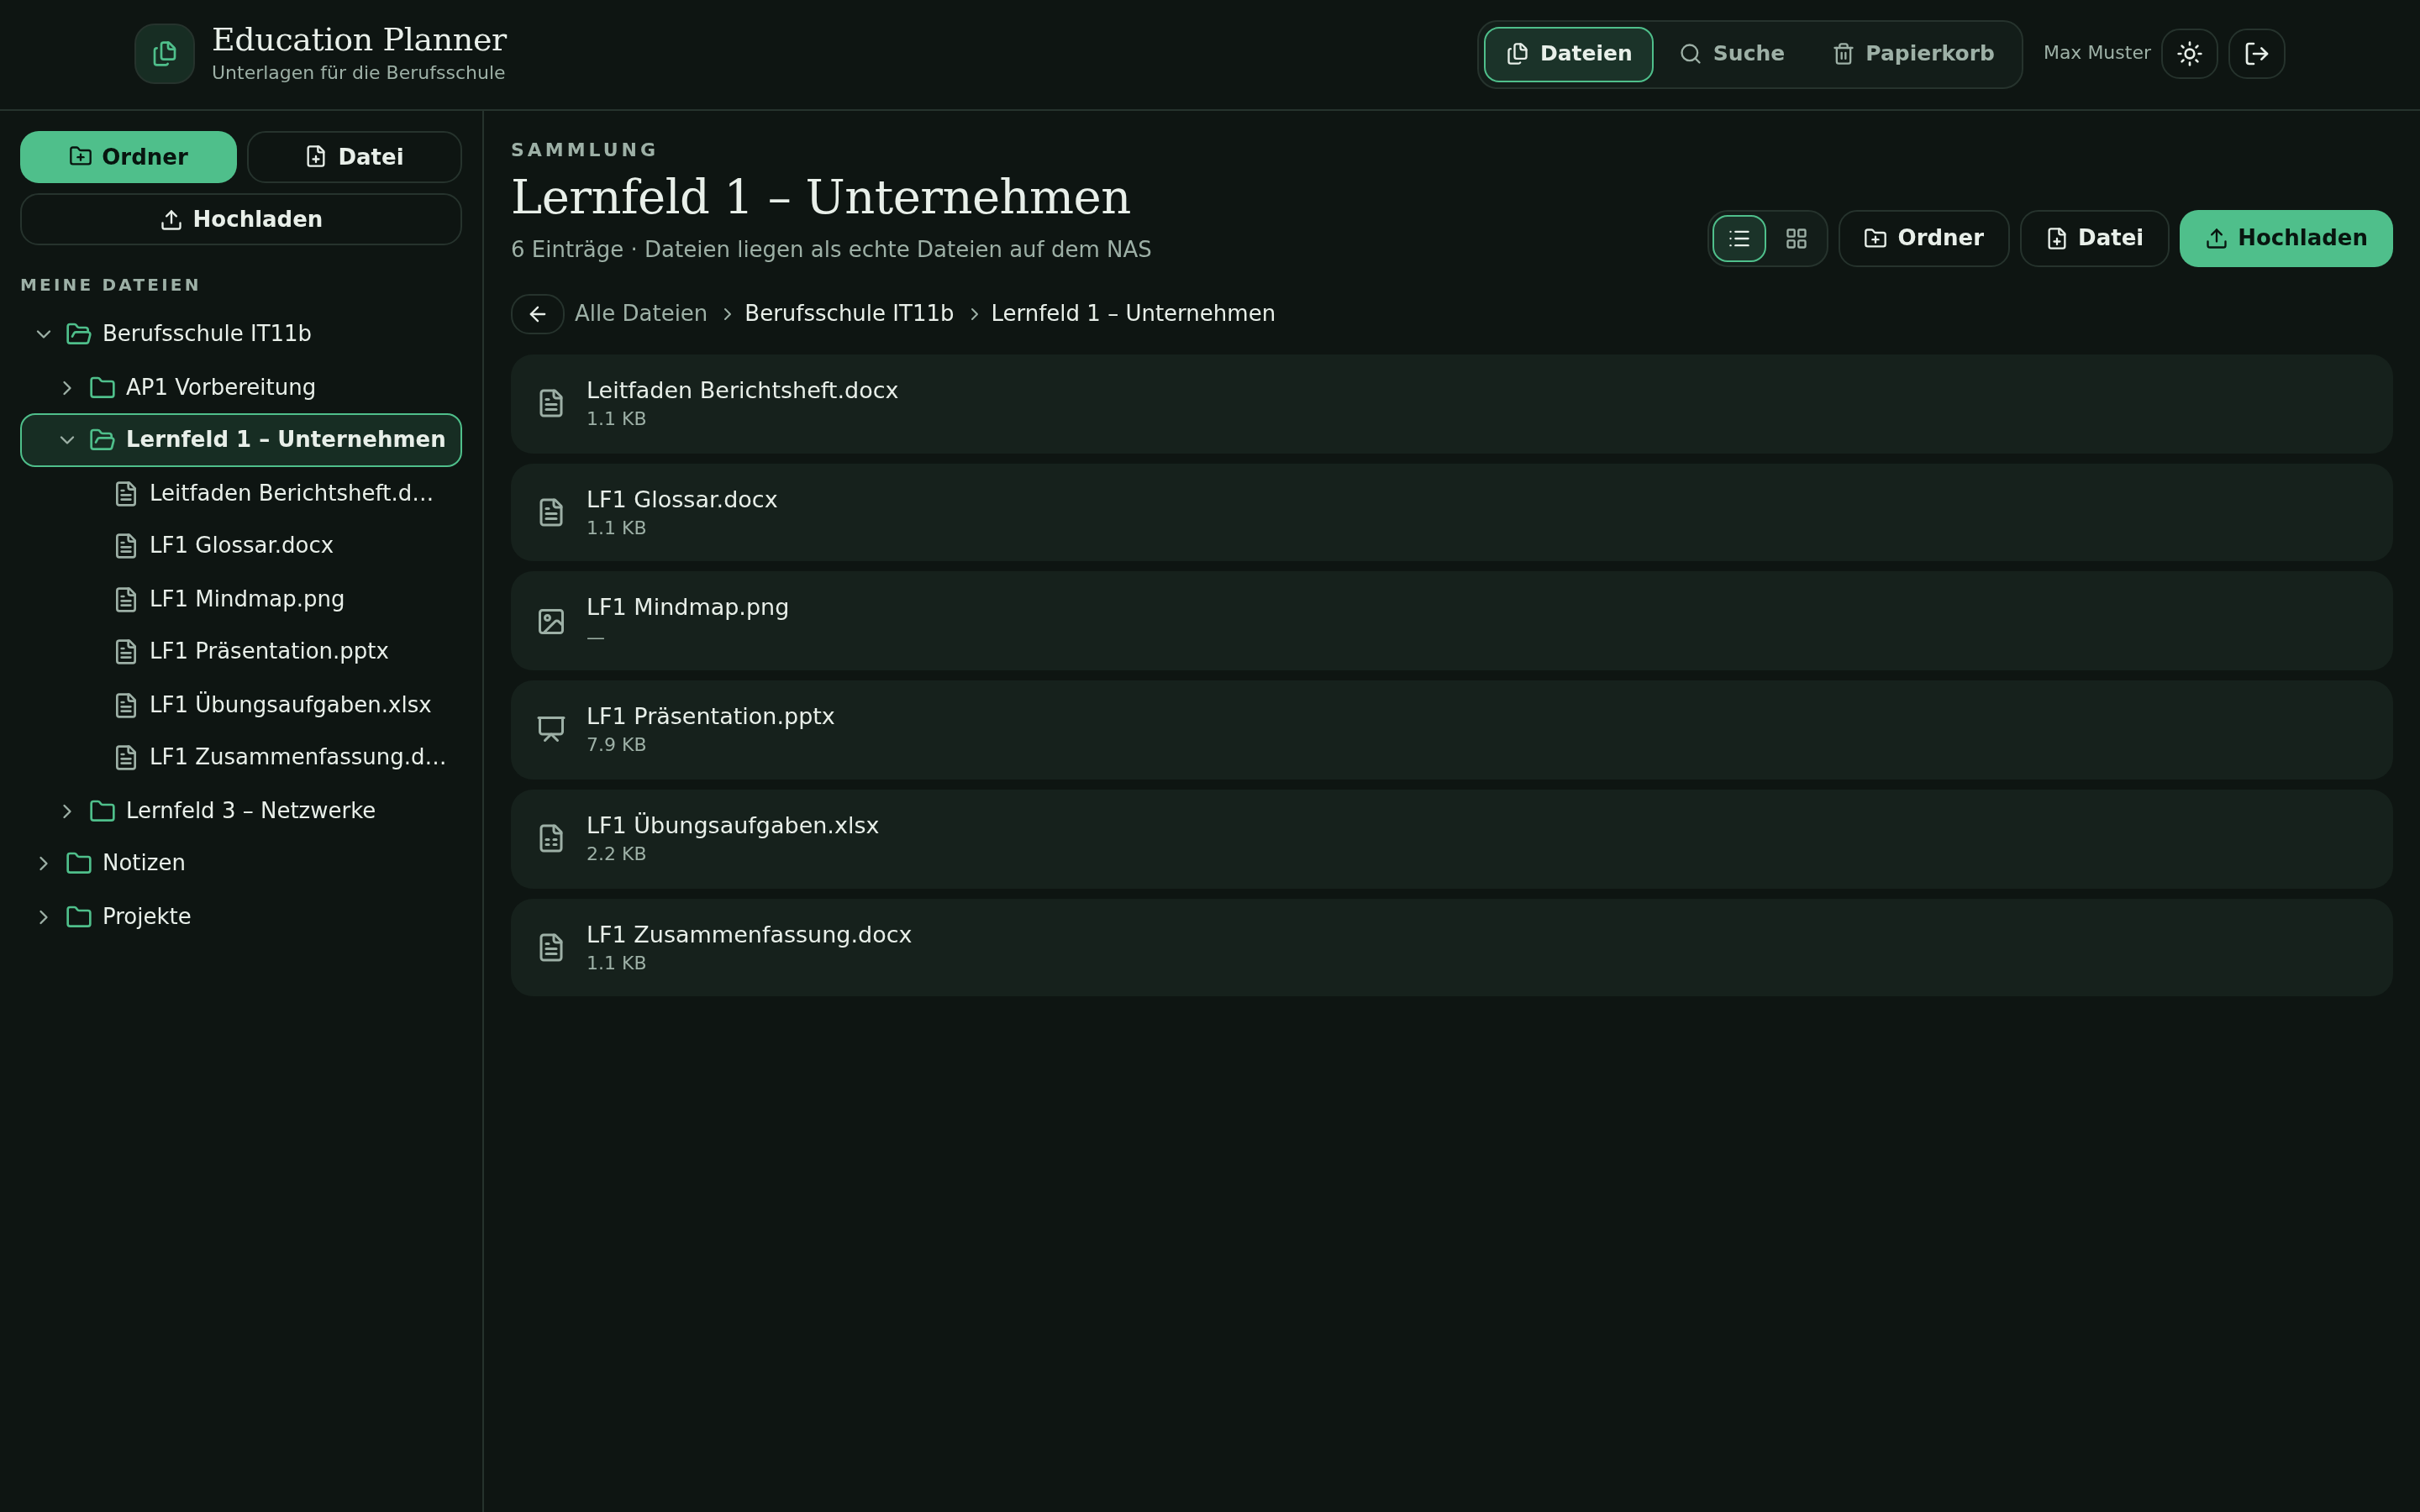 Education Planner
Unterlagen für die Berufsschule
Dateien
Suche
Papierkorb
Max Muster
Ordner
Datei
Hochladen
MEINE DATEIEN
Berufsschule IT11b
AP1 Vorbereitung
Lernfeld 1 – Unternehmen
Leitfaden Berichtsheft.d…
LF1 Glossar.docx
LF1 Mindmap.png
LF1 Präsentation.pptx
LF1 Übungsaufgaben.xlsx
LF1 Zusammenfassung.d…
Lernfeld 3 – Netzwerke
Notizen
Projekte
SAMMLUNG
Lernfeld 1 – Unternehmen
6 Einträge · Dateien liegen als echte Dateien auf dem NAS
Ordner
Datei
Hochladen
Alle Dateien > Berufsschule IT11b > Lernfeld 1 – Unternehmen
Leitfaden Berichtsheft.docx
1.1 KB
LF1 Glossar.docx
1.1 KB
LF1 Mindmap.png
—
LF1 Präsentation.pptx
7.9 KB
LF1 Übungsaufgaben.xlsx
2.2 KB
LF1 Zusammenfassung.docx
1.1 KB